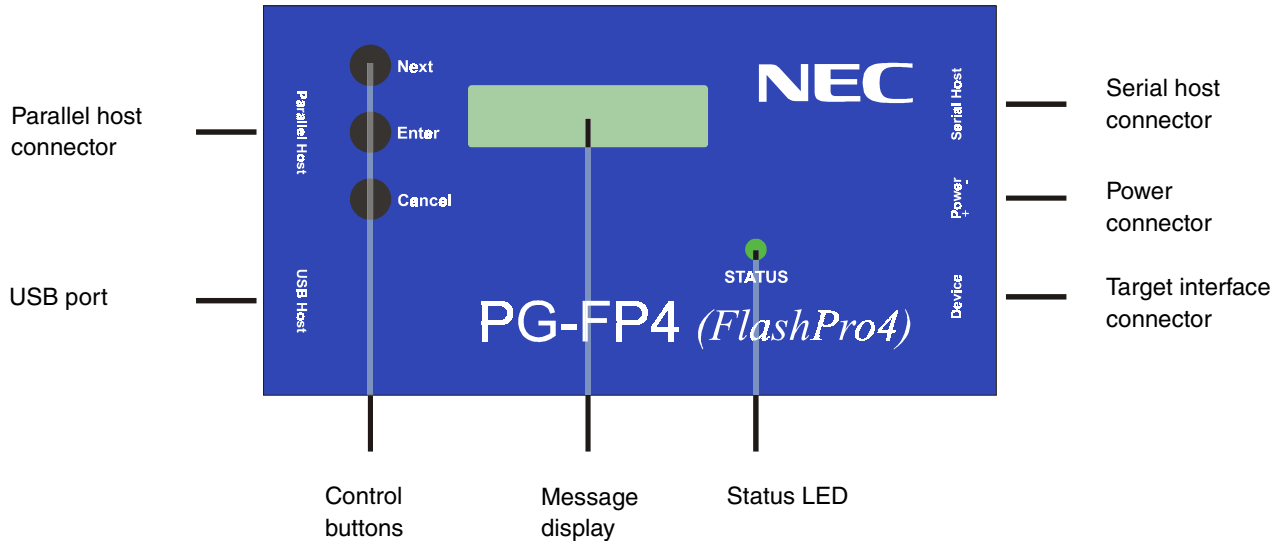 Next
NEC
Parallel Host
Serial Host
Serial host
connector
Parallel host
connector
Enter
Cancel
Power
- +
Power
connector
USB port
USB Host
STATUS
Device
Target interface
connector
PG-FP4 (FlashPro4)
Control
buttons
Message
display
Status LED